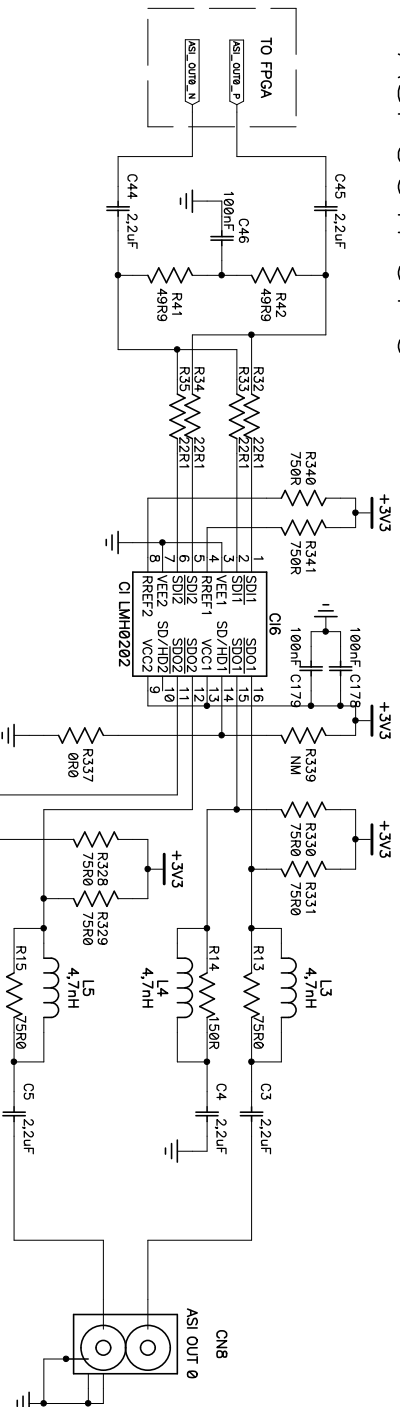 TO FPGA
ASI_OUT0_P
ASI_OUT0_N
C45
2,2uF
C44
2,2uF
C46
100nF
R42
49R9
R41
49R9
R32
22R1
R33
22R1
R34
22R1
R35
22R1
+3V3
R340
750R
R341
750R
CI6
1 SDI1
2 SDI1
3 VEE1
4 RREF1
5 SDI2
6 SDI2
7 VEE2
8 RREF2
SDO1 16
SDO1 15
SD/HD1 14
VCC1 13
SDO2 12
SDO2 11
SD/HD2 10
VCC2 9
CI LMH0202
+3V3
100nF C178
100nF C179
R339
NM
R337
0R0
+3V3
R330
75R0
R331
75R0
+3V3
R328
75R0
R329
75R0
L3
4,7nH
R13
75R0
C3
2,2uF
R14
150R
L4
4,7nH
C4
2,2uF
L5
4,7nH
R15
75R0
C5
2,2uF
CN8
ASI OUT 0